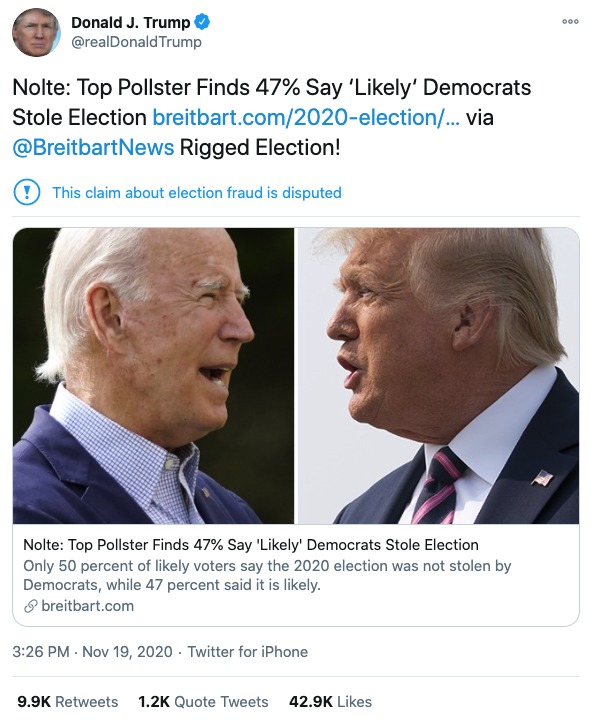 Donald J. Trump
@realDonaldTrump
Nolte: Top Pollster Finds 47% Say ‘Likely‘ Democrats
Stole Election breitbart.com/2020-election/... via
@BreitbartNews Rigged Election!
This claim about election fraud is disputed
Nolte: Top Pollster Finds 47% Say 'Likely' Democrats Stole Election
Only 50 percent of likely voters say the 2020 election was not stolen by
Democrats, while 47 percent said it is likely.
breitbart.com
3:26 PM · Nov 19, 2020 · Twitter for iPhone
9.9K Retweets 1.2K Quote Tweets 42.9K Likes